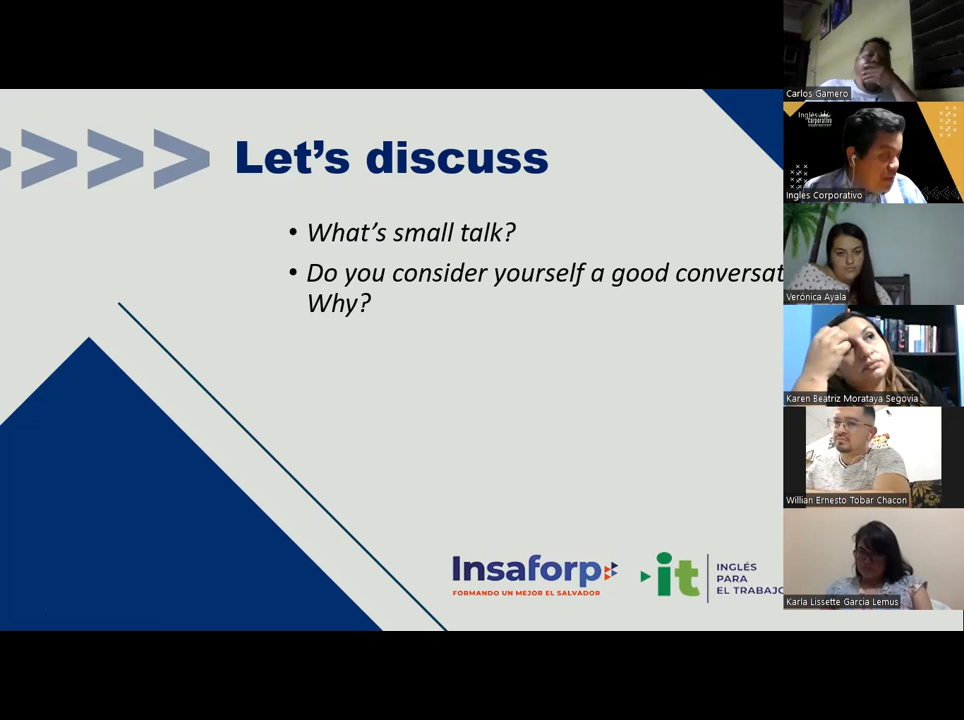 Let's discuss
• What's small talk?
• Do you consider yourself a good conversat
Why?
Insaforp
FORMANDO UN MEJOR EL SALVADOR
it
INGLÉS
PARA
EL TRABAJO
Carlos Gamero
Inglés
corporativo
Inglés Corporativo
Verónica Ayala
Karen Beatriz Morataya Segovia
Willian Ernesto Tobar Chacon
Karla Lissette Garcia Lemus